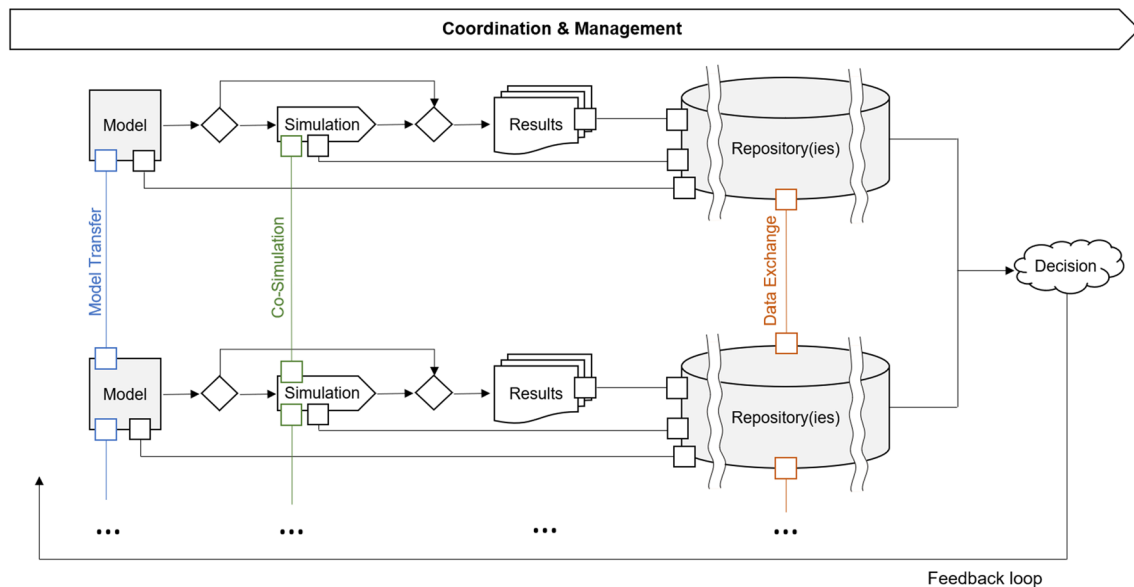 Coordination & Management
Model
Simulation
Results
Repository(ies)
Model Transfer
Co-Simulation
Data Exchange
Decision
Model
Simulation
Results
Repository(ies)
...
...
...
...
Feedback loop